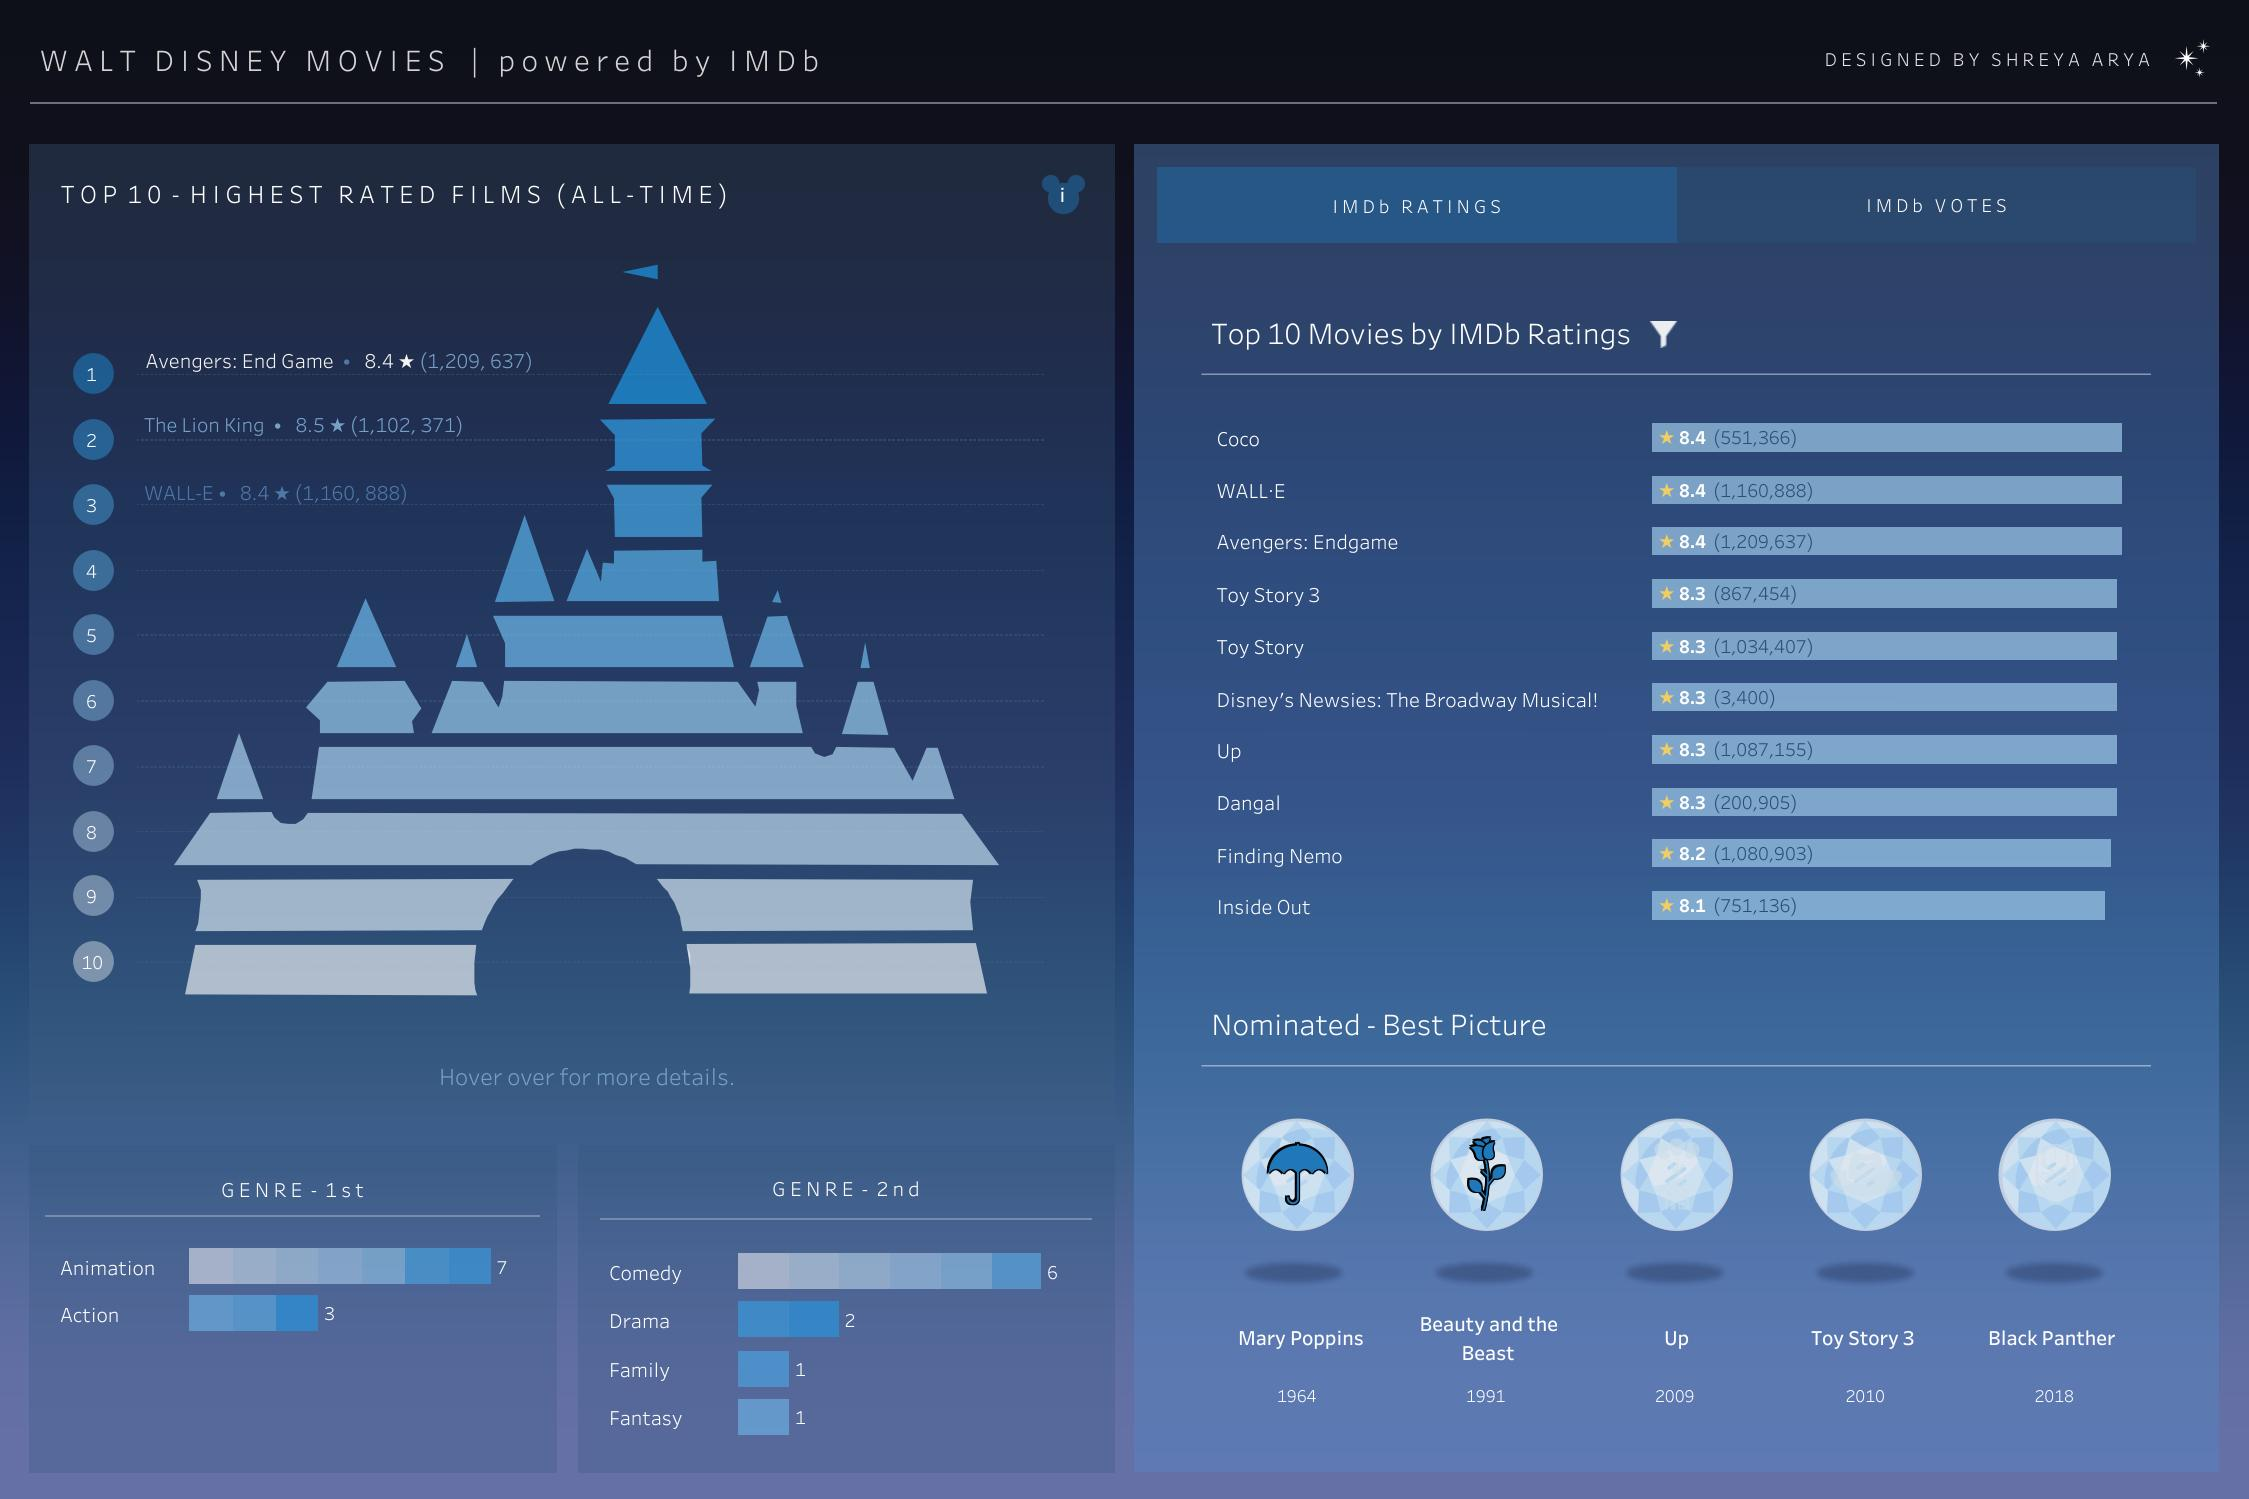 WALT DISNEY MOVIES | powered by IMDb
DESIGNED BY SHREYA ARYA
TOP 10 - HIGHEST RATED FILMS (ALL-TIME)
i
1 Avengers: End Game • 8.4 ★ (1,209, 637)
2 The Lion King • 8.5 ★ (1,102, 371)
3 WALL-E • 8.4 ★ (1,160, 888)
4
5
6
7
8
9
10
Hover over for more details.
GENRE - 1st
Animation 7
Action 3
GENRE - 2nd
Comedy 6
Drama 2
Family 1
Fantasy 1
IMDb RATINGS
IMDb VOTES
Top 10 Movies by IMDb Ratings
Coco ★ 8.4 (551,366)
WALL·E ★ 8.4 (1,160,888)
Avengers: Endgame ★ 8.4 (1,209,637)
Toy Story 3 ★ 8.3 (867,454)
Toy Story ★ 8.3 (1,034,407)
Disney’s Newsies: The Broadway Musical! ★ 8.3 (3,400)
Up ★ 8.3 (1,087,155)
Dangal ★ 8.3 (200,905)
Finding Nemo ★ 8.2 (1,080,903)
Inside Out ★ 8.1 (751,136)
Nominated - Best Picture
Mary Poppins
1964
Beauty and the
Beast
1991
Up
2009
Toy Story 3
2010
Black Panther
2018